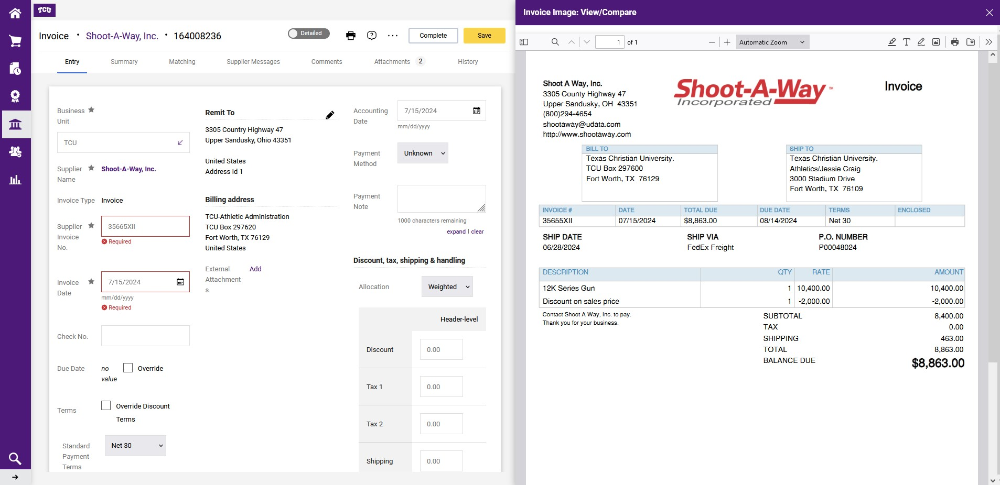 TCU
Invoice • Shoot-A-Way, Inc. • 164008236
Detailed
Complete
Save
Entry
Summary
Matching
Supplier Messages
Comments
Attachments 2
History
Business Unit
TCU
Supplier Name
Shoot-A-Way, Inc.
Invoice Type Invoice
Supplier Invoice No.
35665XII
Required
Invoice Date
7/15/2024
mm/dd/yyyy
Required
Check No.
Due Date
no value
Override
Terms
Override Discount Terms
Standard Payment Terms
Net 30
Remit To
3305 Country Highway 47
Upper Sandusky, Ohio 43351
United States
Address Id 1
Billing address
TCU-Athletic Administration
TCU Box 297620
Fort Worth, TX 76129
United States
External Attachments
Add
Accounting Date
7/15/2024
mm/dd/yyyy
Payment Method
Unknown
Payment Note
1000 characters remaining
expand | clear
Discount, tax, shipping & handling
Allocation
Weighted
Header-level
Discount 0.00
Tax 1 0.00
Tax 2 0.00
Shipping 0.00
Invoice Image: View/Compare
1 of 1
Automatic Zoom
Shoot A Way, Inc.
3305 County Highway 47
Upper Sandusky, OH 43351
(800)294-4654
shootaway@udata.com
http://www.shootaway.com
Shoot-A-Way ™
Incorporated
Invoice
BILL TO
Texas Christian University.
TCU Box 297600
Fort Worth, TX 76129
SHIP TO
Texas Christian University.
Athletics/Jessie Craig
3000 Stadium Drive
Fort Worth, TX 76109
INVOICE # DATE TOTAL DUE DUE DATE TERMS ENCLOSED
35655XII 07/15/2024 $8,863.00 08/14/2024 Net 30
SHIP DATE SHIP VIA P.O. NUMBER
06/28/2024 FedEx Freight P00048024
DESCRIPTION QTY RATE AMOUNT
12K Series Gun 1 10,400.00 10,400.00
Discount on sales price 1 -2,000.00 -2,000.00
Contact Shoot A Way, Inc. to pay.
Thank you for your business.
SUBTOTAL 8,400.00
TAX 0.00
SHIPPING 463.00
TOTAL 8,863.00
BALANCE DUE $8,863.00